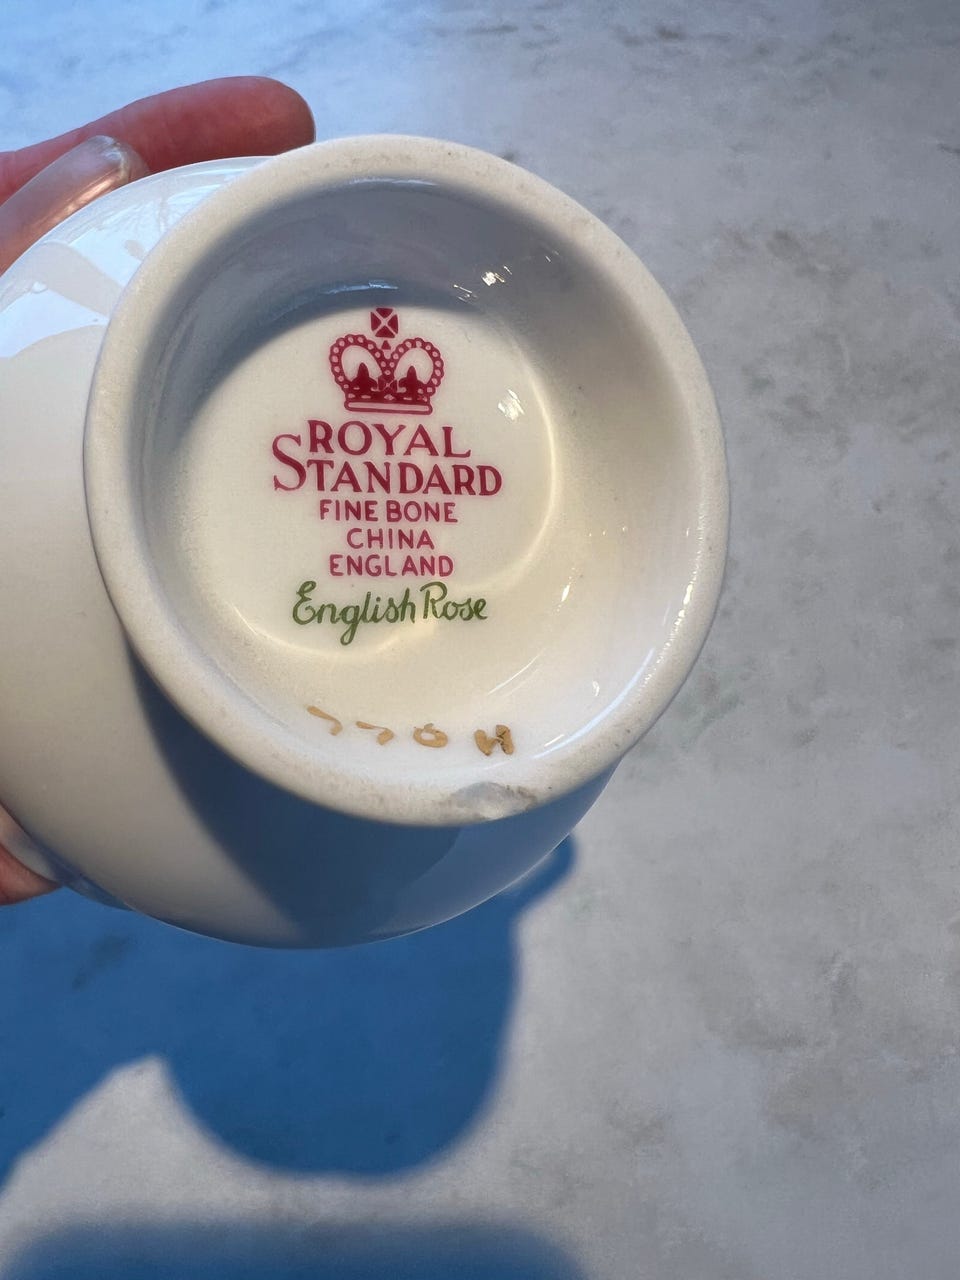 ROYAL
STANDARD
FINE BONE
CHINA
ENGLAND
English Rose